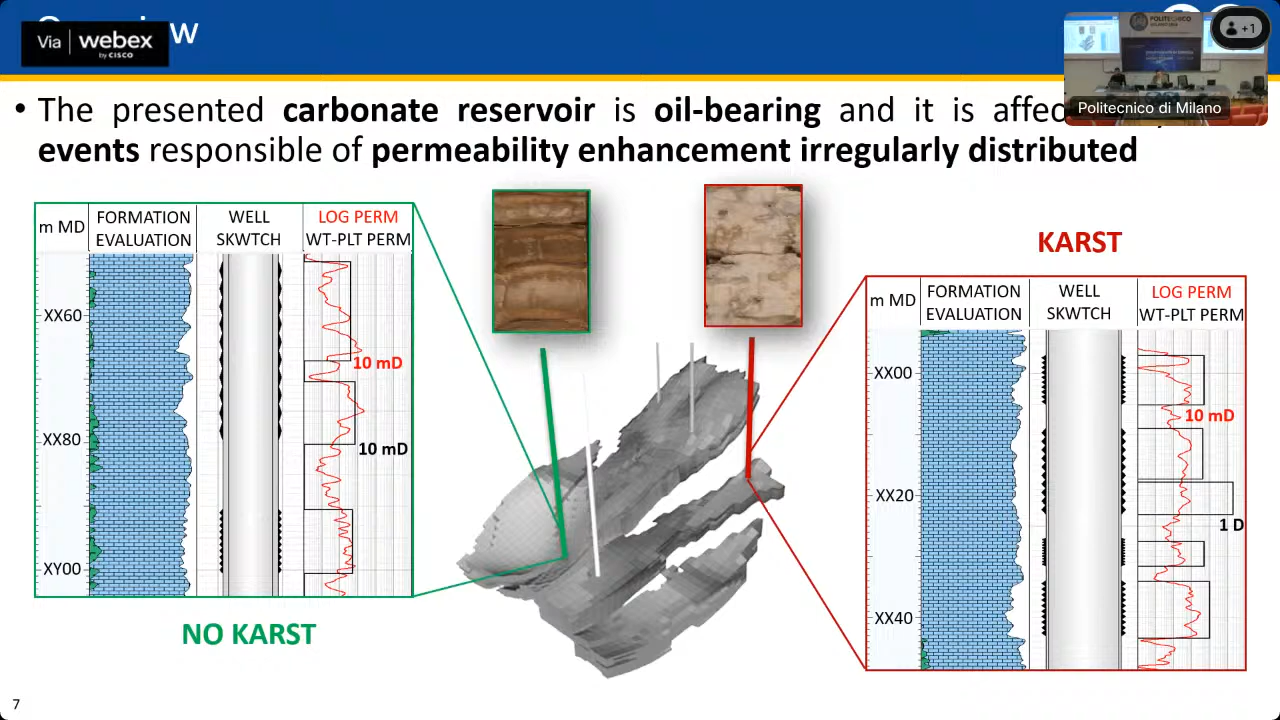 Via webex
by CISCO
w
+1
POLITECNICO
Politecnico di Milano
• The presented carbonate reservoir is oil-bearing and it is
events responsible of permeability enhancement irregularly distributed
m MD
FORMATION
EVALUATION
WELL
SKWTCH
LOG PERM
WT-PLT PERM
XX60
10 mD
XX80
10 mD
XY00
NO KARST
KARST
m MD
FORMATION
EVALUATION
WELL
SKWTCH
LOG PERM
WT-PLT PERM
XX00
10 mD
XX20
1 D
XX40
7